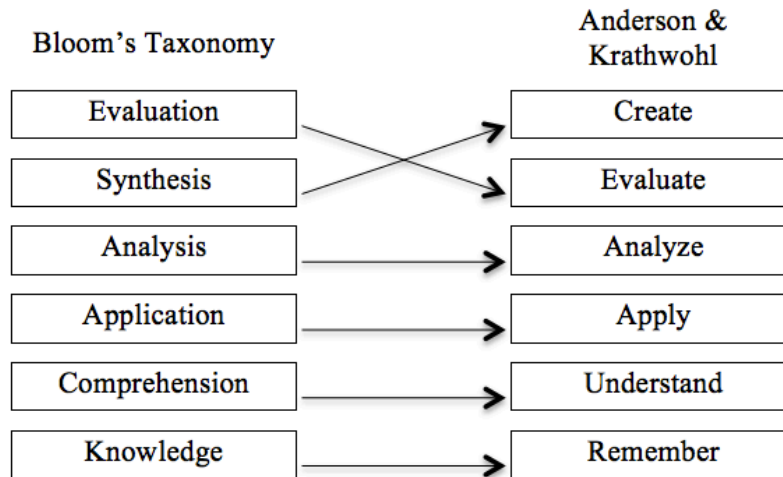 Bloom’s Taxonomy
Anderson &
Krathwohl
Evaluation
Create
Synthesis
Evaluate
Analysis
Analyze
Application
Apply
Comprehension
Understand
Knowledge
Remember